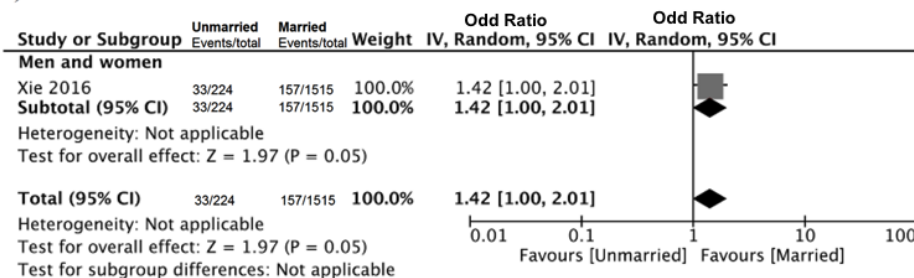 Unmarried Married Odd Ratio Odd Ratio
Study or Subgroup Events/total Events/total Weight IV, Random, 95% CI IV, Random, 95% CI
Men and women
Xie 2016 33/224 157/1515 100.0% 1.42 [1.00, 2.01]
Subtotal (95% CI) 33/224 157/1515 100.0% 1.42 [1.00, 2.01]
Heterogeneity: Not applicable
Test for overall effect: Z = 1.97 (P = 0.05)
Total (95% CI) 33/224 157/1515 100.0% 1.42 [1.00, 2.01]
Heterogeneity: Not applicable
Test for overall effect: Z = 1.97 (P = 0.05)
Test for subgroup differences: Not applicable
0.01 0.1 1 10 100
Favours [Unmarried] Favours [Married]